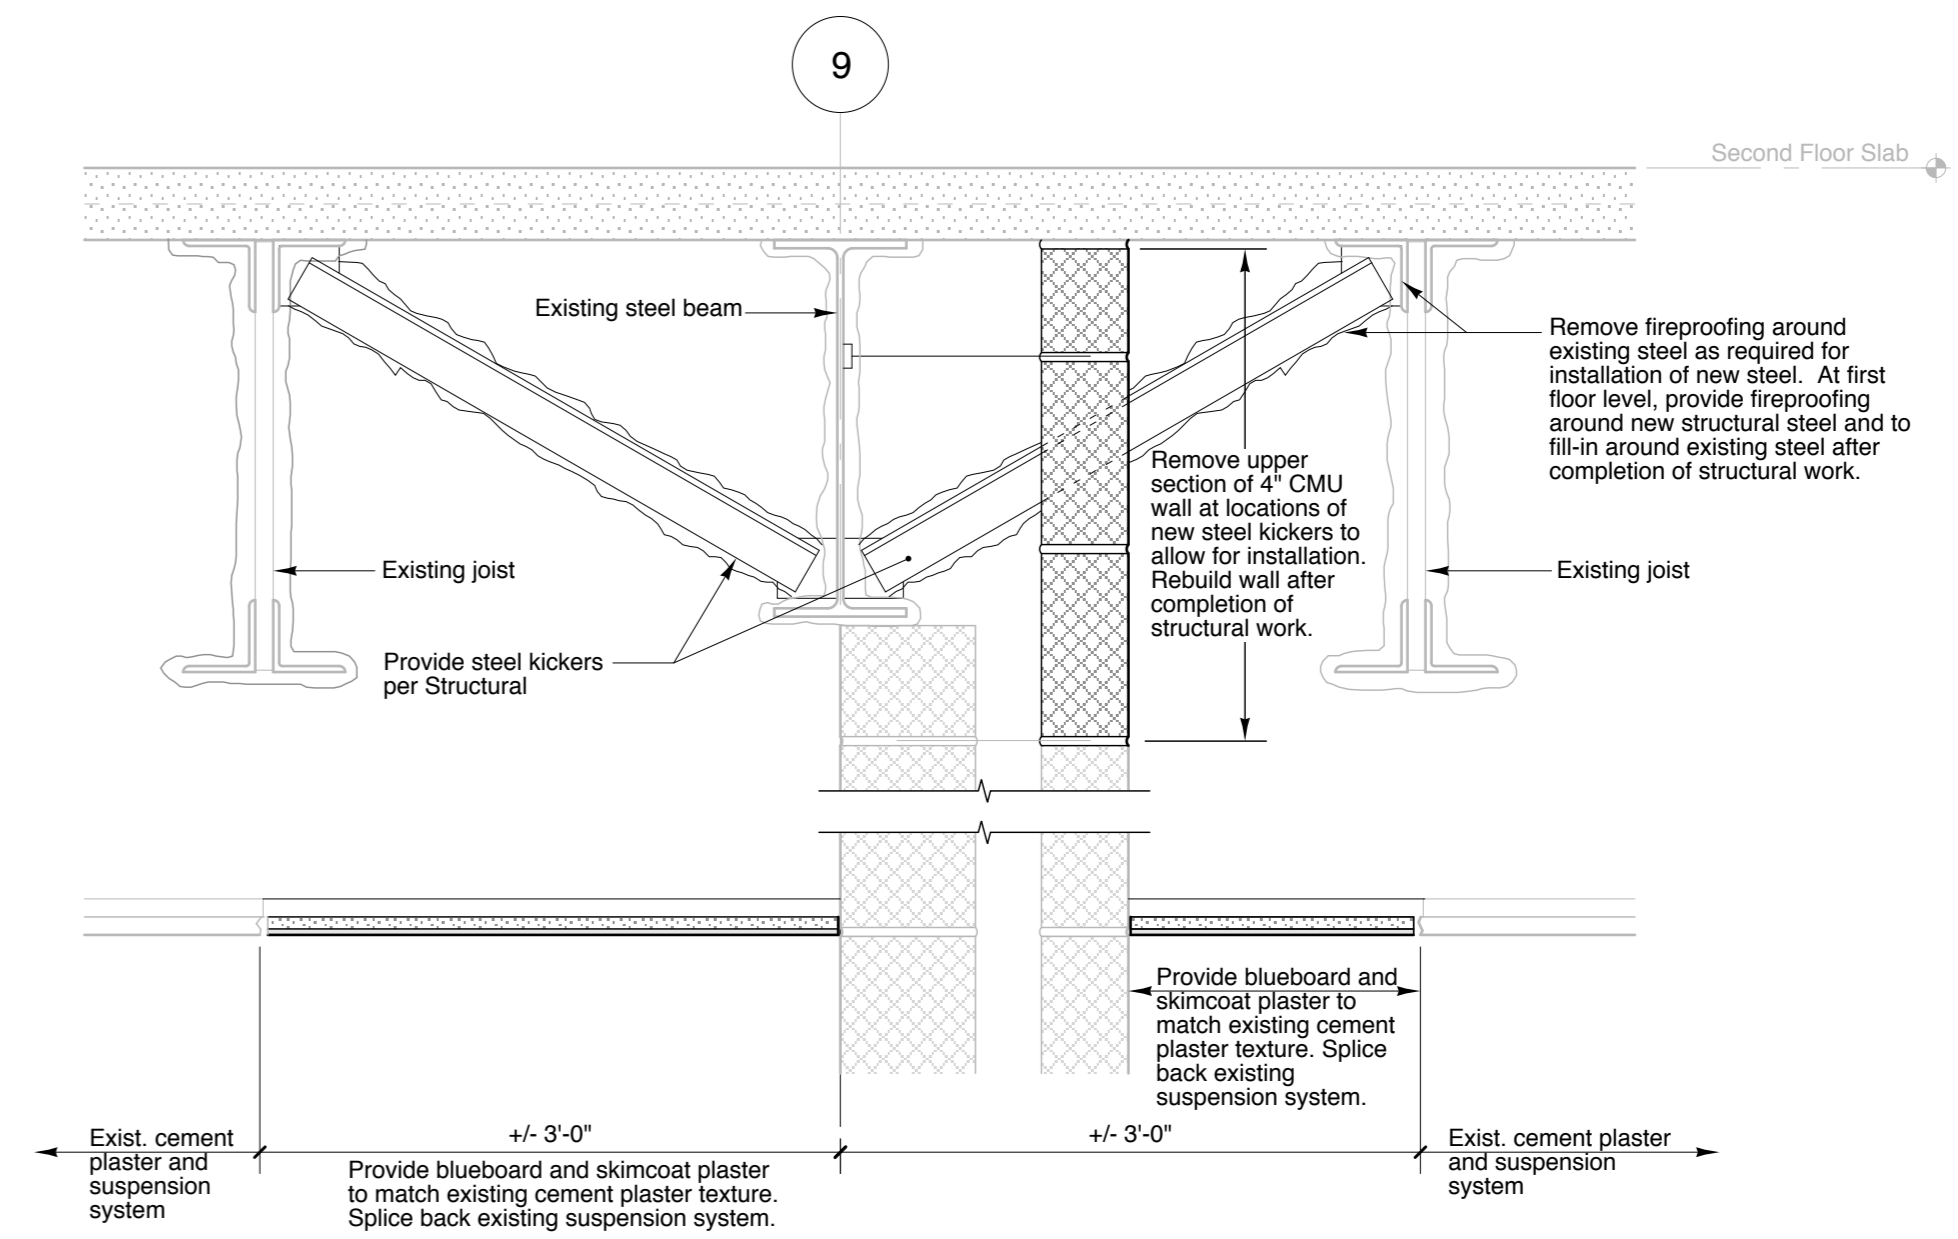 9
Second Floor Slab
Existing steel beam
Remove fireproofing around
existing steel as required for
installation of new steel.  At first
floor level, provide fireproofing
around new structural steel and to
fill-in around existing steel after
completion of structural work.
Remove upper
section of 4" CMU
wall at locations of
new steel kickers to
allow for installation.
Rebuild wall after
completion of
structural work.
Existing joist
Existing joist
Provide steel kickers
per Structural
Provide blueboard and
skimcoat plaster to
match existing cement
plaster texture. Splice
back existing
suspension system.
Exist. cement
plaster and
suspension
system
+/- 3'-0"
Provide blueboard and skimcoat plaster
to match existing cement plaster texture.
Splice back existing suspension system.
+/- 3'-0"
Exist. cement plaster
and suspension
system